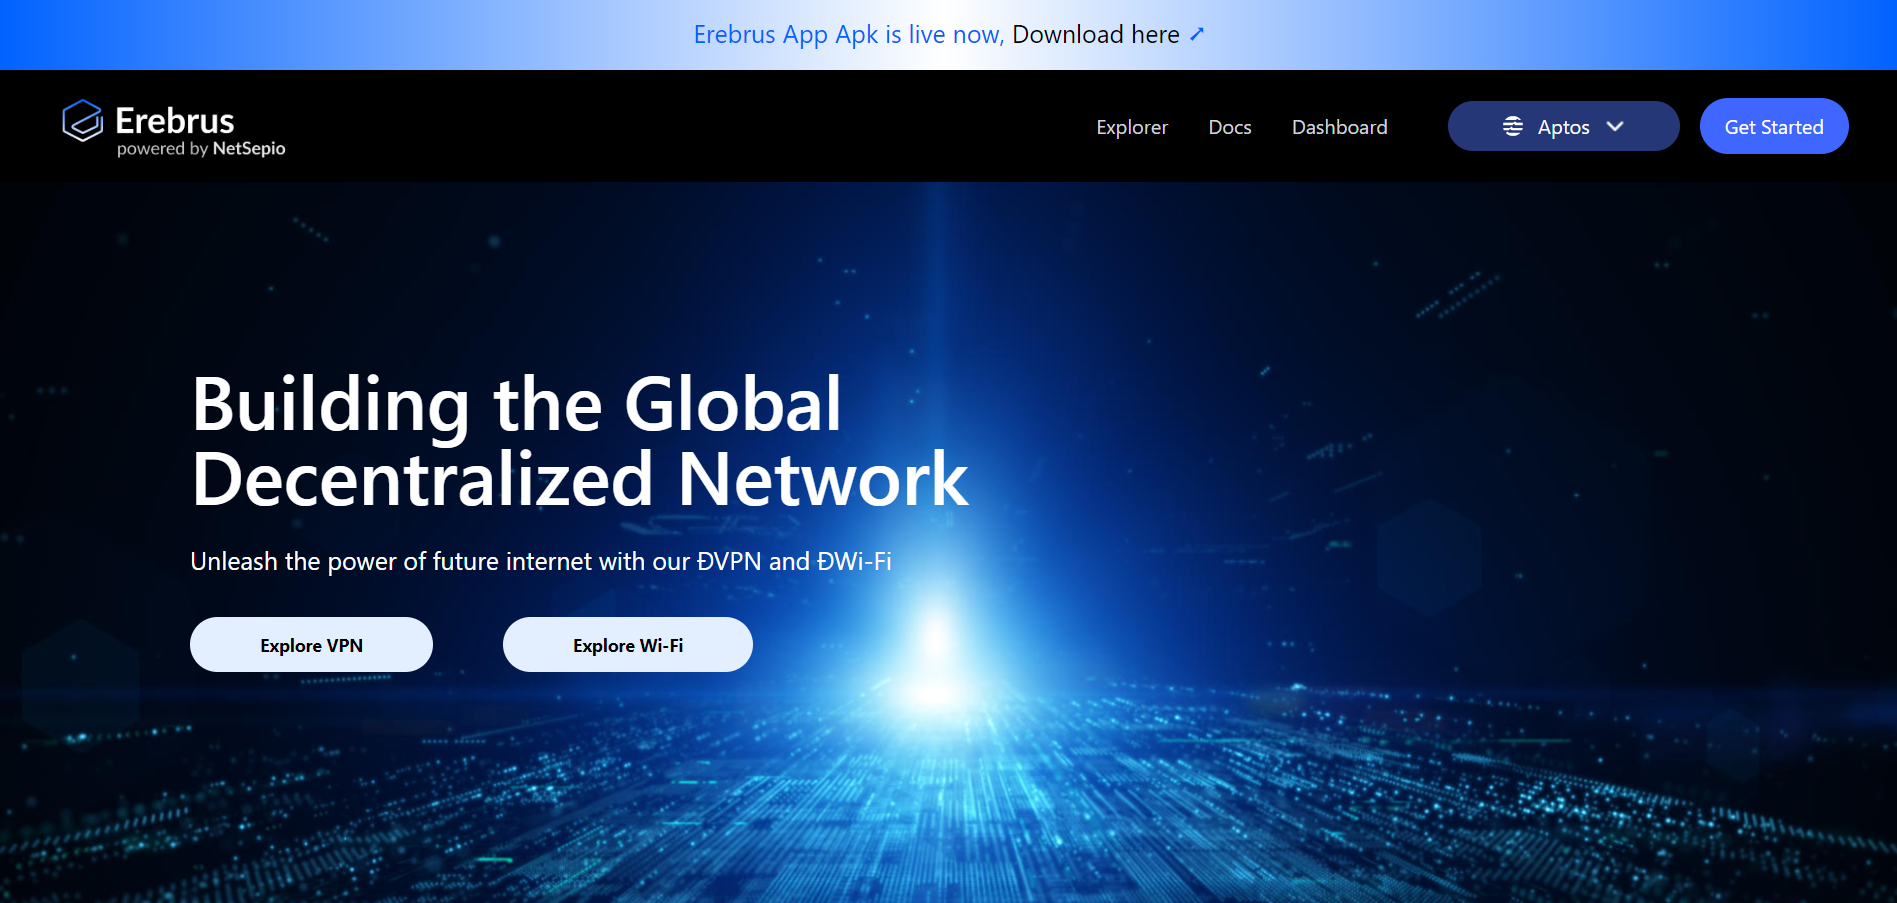 Erebrus App Apk is live now, Download here ↗
Erebrus
powered by NetSepio
Explorer Docs Dashboard Aptos Get Started
Building the Global
Decentralized Network
Unleash the power of future internet with our ĐVPN and ĐWi-Fi
Explore VPN Explore Wi-Fi